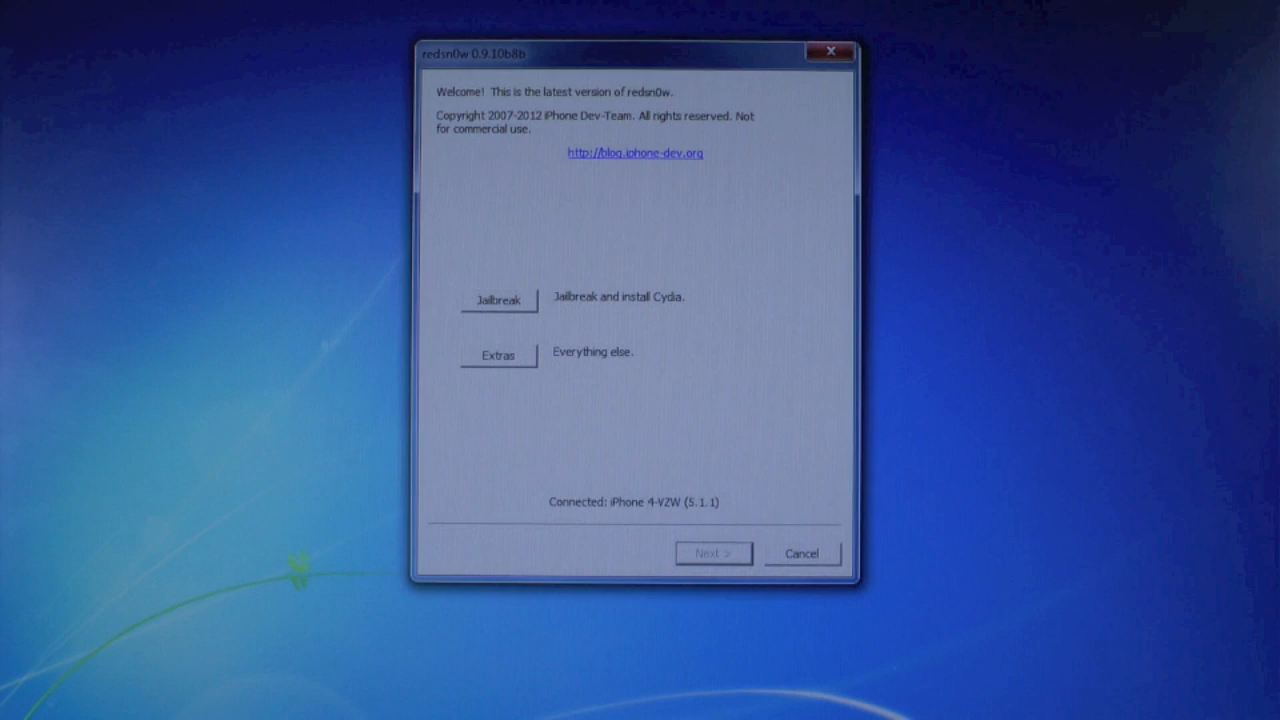 redsn0w 0.9.10b8b
Welcome! This is the latest version of redsn0w.
Copyright 2007-2012 iPhone Dev-Team. All rights reserved. Not
for commercial use.
http://blog.iphone-dev.org
Jailbreak
Jailbreak and install Cydia.
Extras
Everything else.
Connected: iPhone 4-VZW (5.1.1)
Next >
Cancel